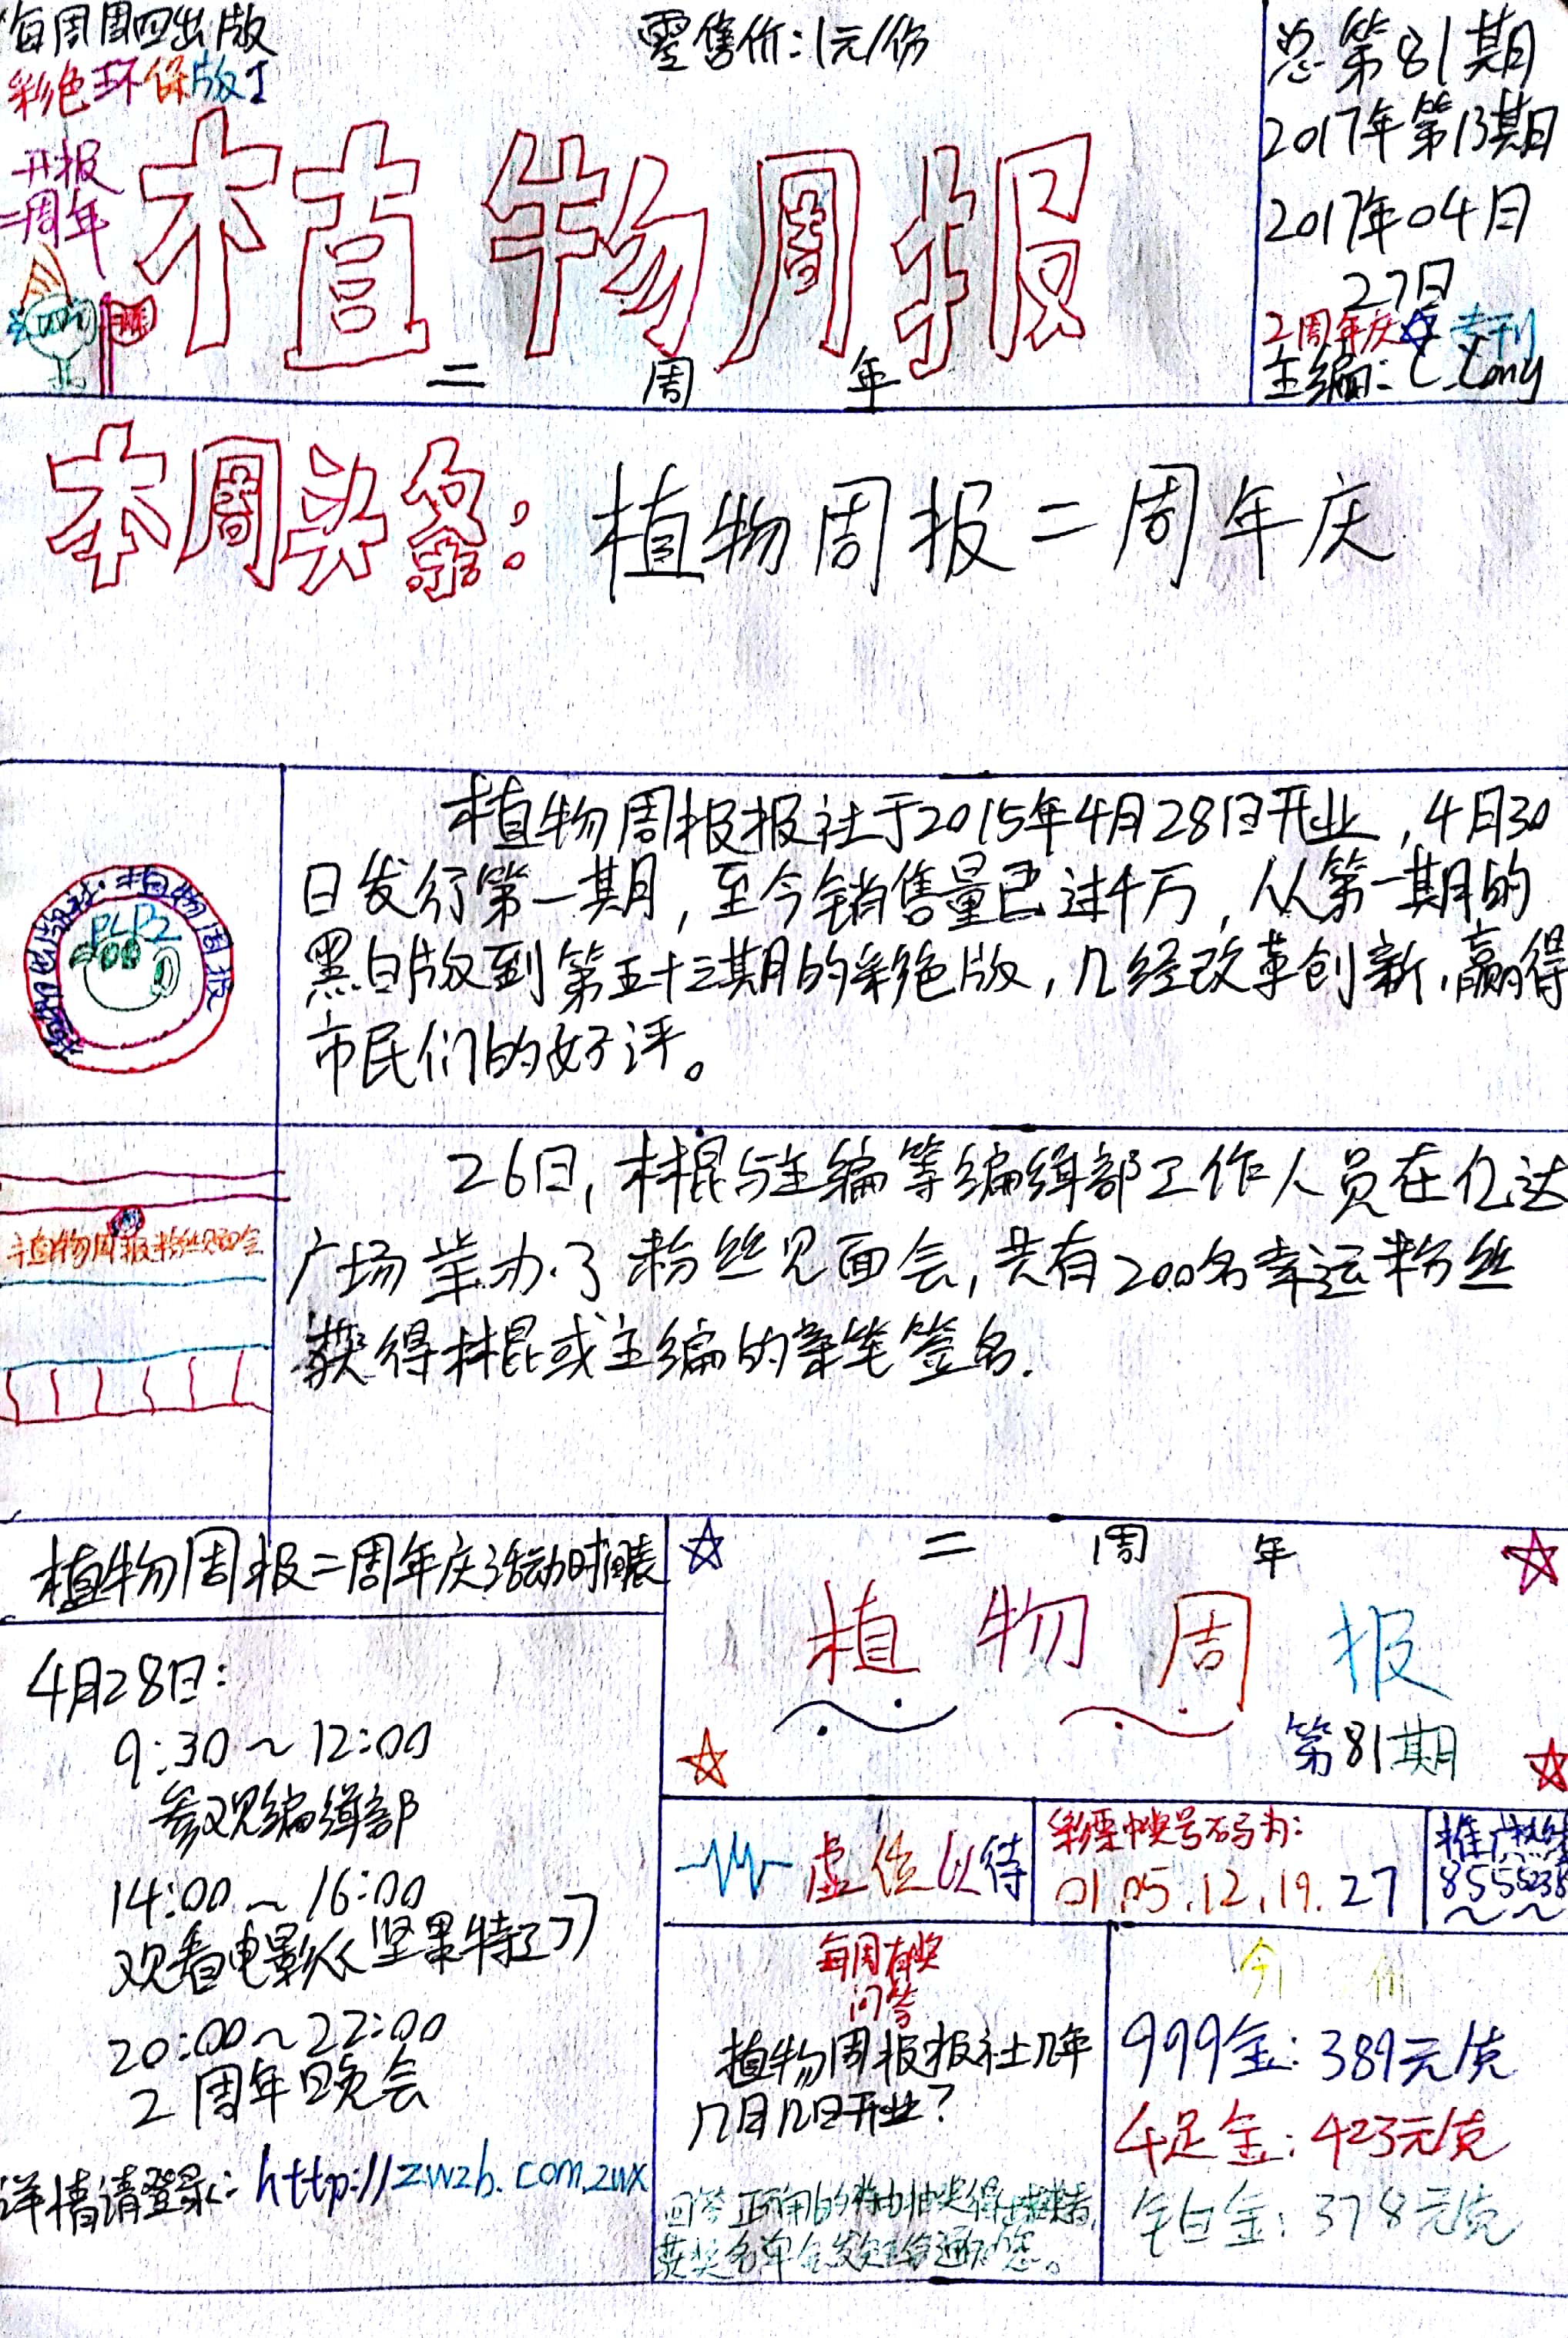 每周周四出版
零售价：1元/份
彩色环保版
开报
二周年
植物周报
二周年
总第81期
2017年第13期
2017年04月
27日
2周年庆 专刊
主编：
本周头条：植物周报二周年庆
植物周报报社于2015年4月28日开业，4月30
日发行第一期，至今销售量已过千万，从第一期的
黑白版到第五十三期的彩色版，几经改革创新，赢得
市民们的好评。
植物周报
26日，林棍与主编等编缉部工作人员在亿达
广场举办了粉丝见面会，共有200名幸运粉丝
获得林棍或主编的亲笔签名.
植物周报粉丝见面会
植物周报二周年庆活动时间表
4月28日：
9:30～12:00
参观编缉部
14:00～16:00
观看电影《坚果特工》
20:00～22:00
2周年晚会
详情请登录：http://zwzb.com.zwx
二周年
植物周报
第81期
虚位以待
彩票中奖号码为：
01.05.12.19.27
推广热线
每周有奖
问答
植物周报报社几年
几月几日开业？
回答正确的将抽奖得
获奖名单会发短信通知您。
今价
999金：389元/克
千足金：423元/克
铂金：378元/克